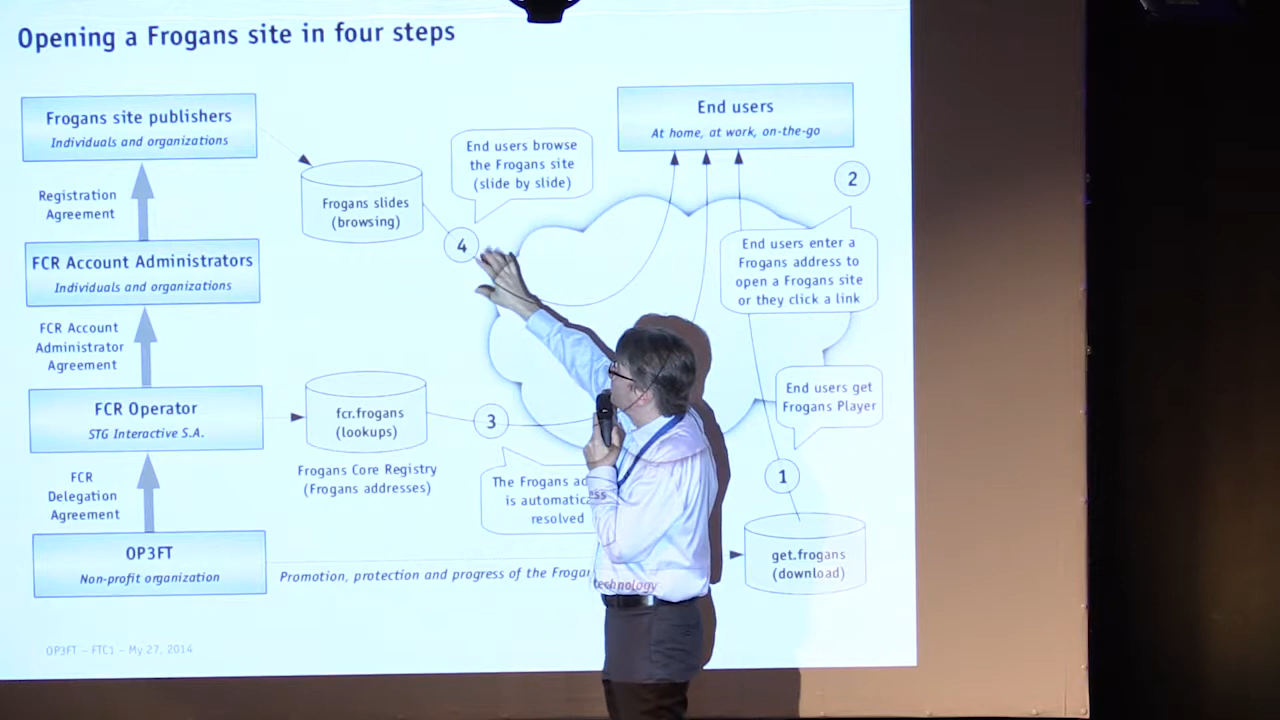 Opening a Frogans site in four steps
Frogans site publishers
Individuals and organizations
Registration
Agreement
FCR Account Administrators
Individuals and organizations
FCR Account
Administrator
Agreement
FCR Operator
STG Interactive S.A.
FCR
Delegation
Agreement
OP3FT
Non-profit organization
Frogans slides
(browsing)
End users browse
the Frogans site
(slide by slide)
4
End users
At home, at work, on-the-go
2
End users enter a
Frogans address to
open a Frogans site
or they click a link
fcr.frogans
(lookups)
Frogans Core Registry
(Frogans addresses)
3
The Frogans address
is automatica
resolved
End users get
Frogans Player
1
get.frogans
(download)
Promotion, protection and progress of the Frogans technology
OP3FT – FTC1 – My 27, 2014